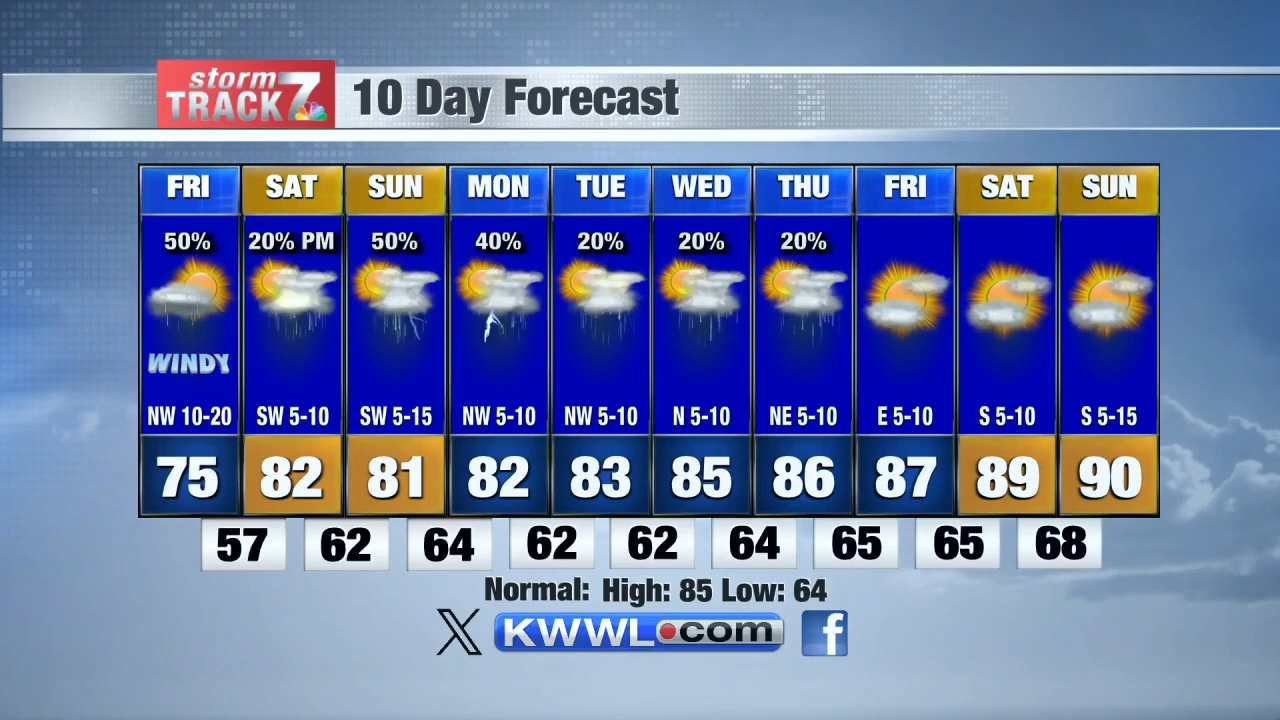 storm
TRACK 7
10 Day Forecast
FRI SAT SUN MON TUE WED THU FRI SAT SUN
50% 20% PM 50% 40% 20% 20% 20%
WINDY
NW 10-20 SW 5-10 SW 5-15 NW 5-10 NW 5-10 N 5-10 NE 5-10 E 5-10 S 5-10 S 5-15
75 82 81 82 83 85 86 87 89 90
57 62 64 62 62 64 65 65 68
Normal: High: 85 Low: 64
X KWWL.com f